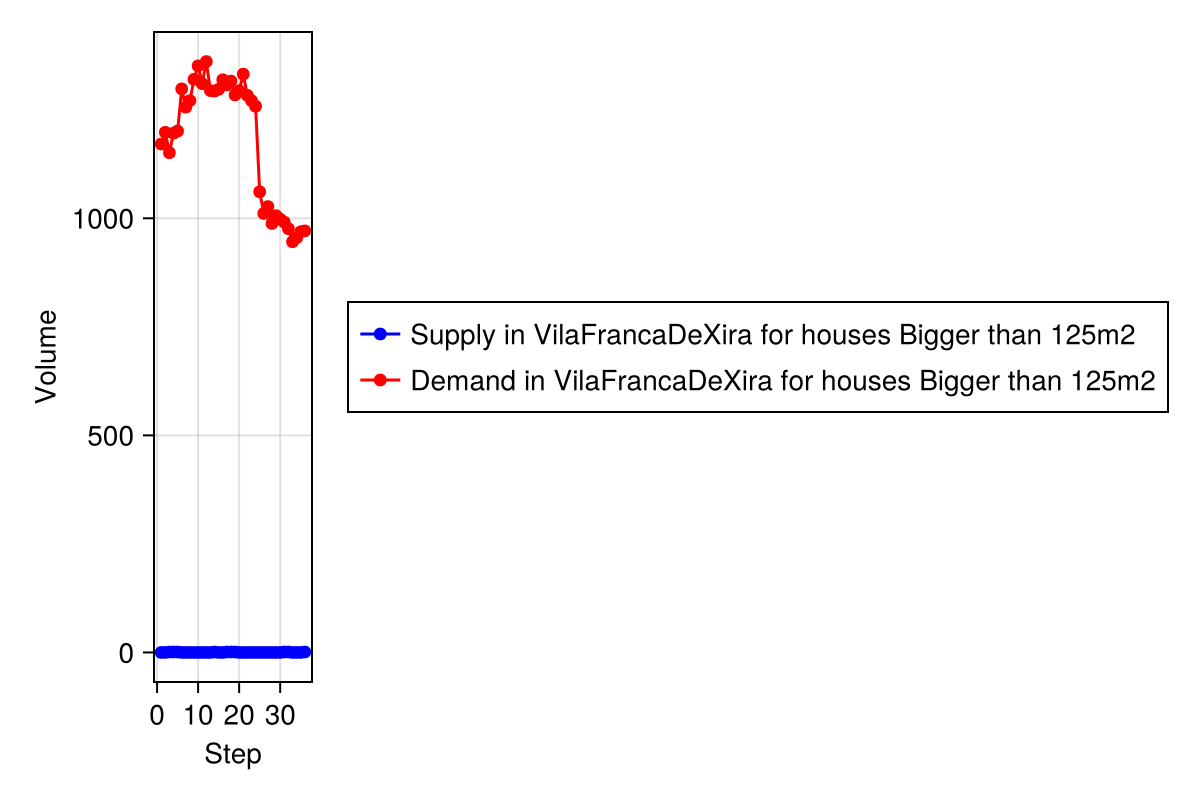 Volume
1000
500
0
0 10 20 30
Step
Supply in VilaFrancaDeXira for houses Bigger than 125m2
Demand in VilaFrancaDeXira for houses Bigger than 125m2